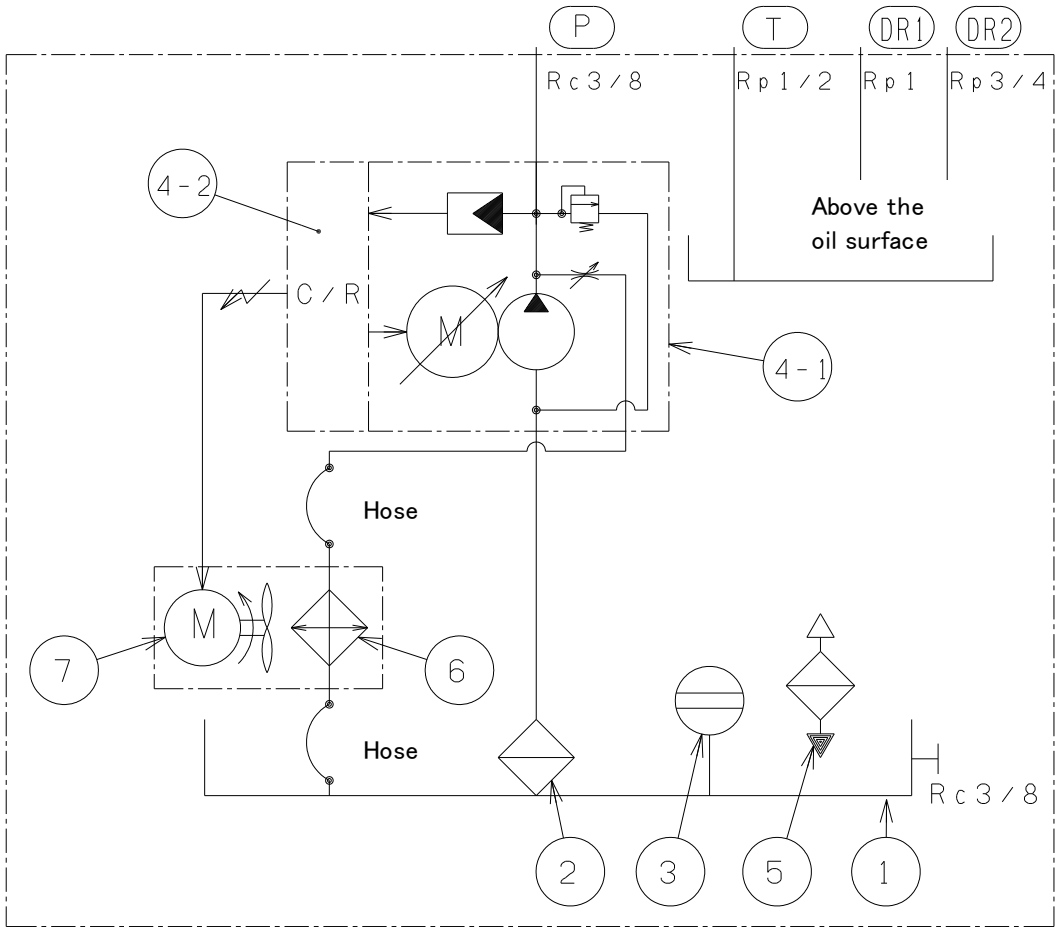 P T DR1 DR2
Rc3/8 Rp1/2 Rp1 Rp3/4
4-2
Above the
oil surface
C/R
M
4-1
Hose
M
7
6
Hose
Rc3/8
2 3 5 1